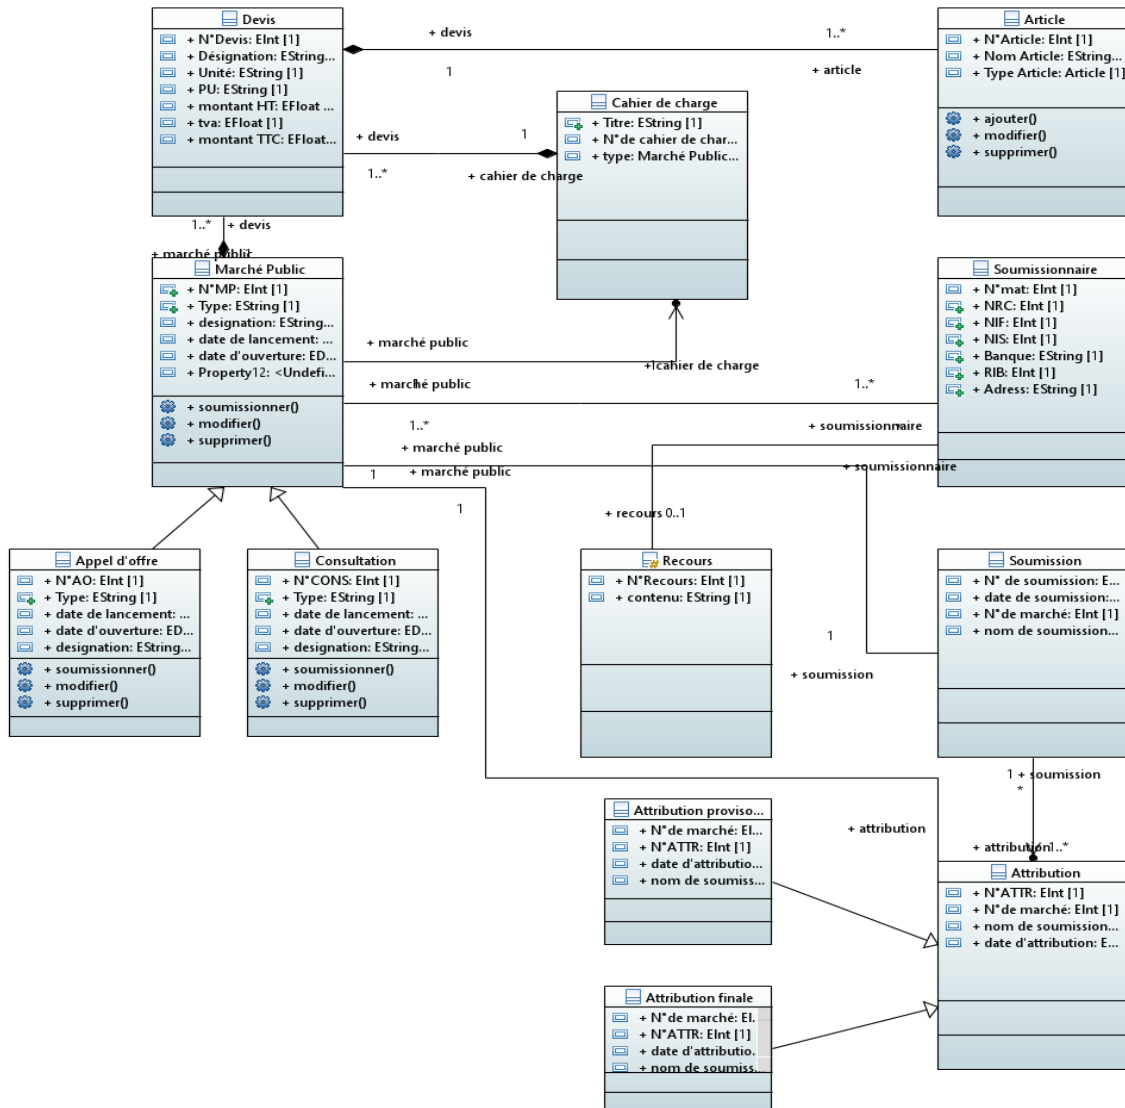 Devis
+ N°Devis: EInt [1]
+ Désignation: EString...
+ Unité: EString [1]
+ PU: EString [1]
+ montant HT: EFloat ...
+ tva: EFloat [1]
+ montant TTC: EFloat...
+ devis
1
1..*
+ article
Article
+ N°Article: EInt [1]
+ Nom Article: EString...
+ Type Article: Article [1]
+ ajouter()
+ modifier()
+ supprimer()
+ devis
1..*
1
+ cahier de charge
Cahier de charge
+ Titre: EString [1]
+ N°de cahier de char...
+ type: Marché Public...
1..*
+ devis
+ marché public
1
Marché Public
+ N°MP: EInt [1]
+ Type: EString [1]
+ designation: EString...
+ date de lancement: ...
+ date d'ouverture: ED...
+ Property12: <Undefi...
+ soumissionner()
+ modifier()
+ supprimer()
+ marché public
1
+ cahier de charge
+ marché public
1..*
1..*
+ soumissionnaire
*
+ marché public
1
+ marché public
1
+ soumissionnaire
Soumissionnaire
+ N°mat: EInt [1]
+ NRC: EInt [1]
+ NIF: EInt [1]
+ NIS: EInt [1]
+ Banque: EString [1]
+ RIB: EInt [1]
+ Adress: EString [1]
+ recours
0..1
Appel d'offre
+ N°AO: EInt [1]
+ Type: EString [1]
+ date de lancement: ...
+ date d'ouverture: ED...
+ designation: EString...
+ soumissionner()
+ modifier()
+ supprimer()
Consultation
+ N°CONS: EInt [1]
+ Type: EString [1]
+ date de lancement: ...
+ date d'ouverture: ED...
+ designation: EString...
+ soumissionner()
+ modifier()
+ supprimer()
Recours
+ N°Recours: EInt [1]
+ contenu: EString [1]
1
+ soumission
Soumission
+ N° de soumission: E...
+ date de soumission:...
+ N°de marché: EInt [1]
+ nom de soumission...
1
+ soumission
*
+ attribution
+ attribution
1..*
Attribution proviso...
+ N°de marché: EI...
+ N°ATTR: EInt [1]
+ date d'attributio...
+ nom de soumiss...
Attribution
+ N°ATTR: EInt [1]
+ N°de marché: EInt [1]
+ nom de soumission...
+ date d'attribution: E...
Attribution finale
+ N°de marché: EI.
+ N°ATTR: EInt [1]
+ date d'attributio.
+ nom de soumiss.